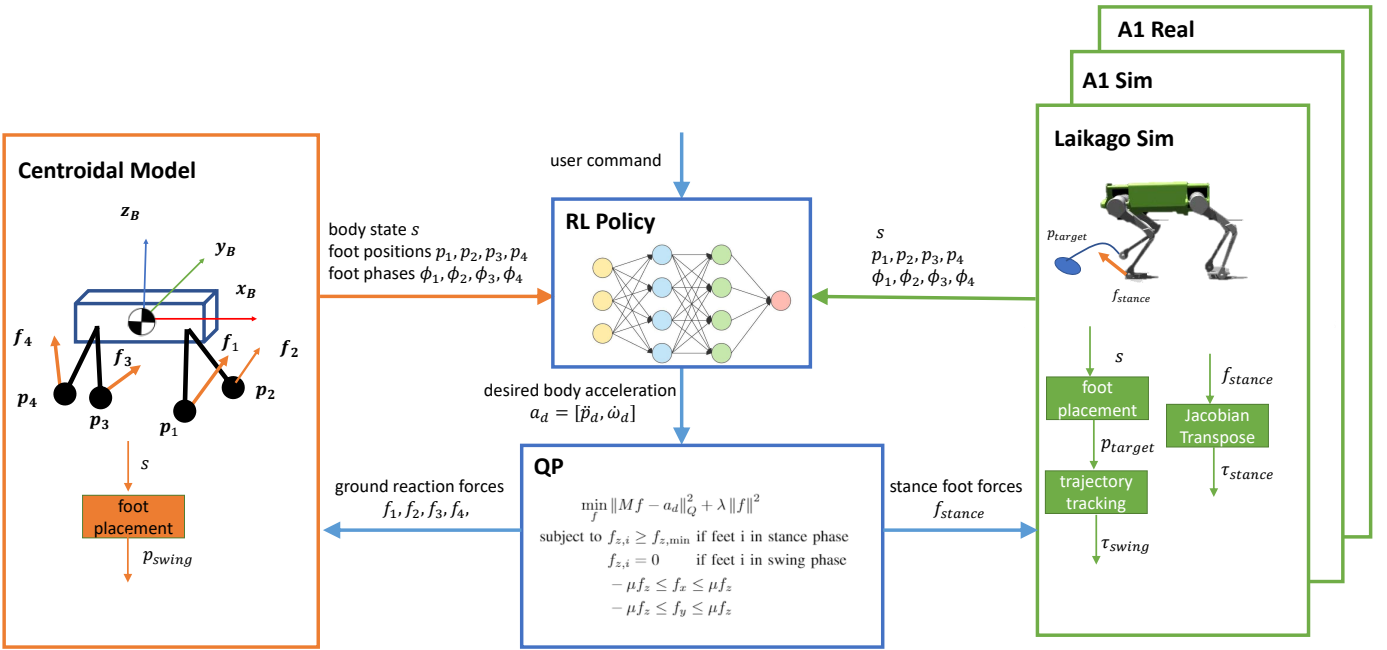 A1 Real
A1 Sim
Laikago Sim
Centroidal Model
user command
RL Policy
z_B
y_B
x_B
f_4
f_3
f_1
f_2
p_4
p_3
p_1
p_2
s
foot
placement
p_swing
body state s
foot positions p_1, p_2, p_3, p_4
foot phases ϕ_1, ϕ_2, ϕ_3, ϕ_4
s
p_1, p_2, p_3, p_4
ϕ_1, ϕ_2, ϕ_3, ϕ_4
p_target
f_stance
desired body acceleration
a_d = [p̈_d, ω̇_d]
QP
min_f ‖Mf − a_d‖²_Q + λ ‖f‖²
subject to f_{z,i} ≥ f_{z,min} if feet i in stance phase
f_{z,i} = 0 if feet i in swing phase
− μf_z ≤ f_x ≤ μf_z
− μf_z ≤ f_y ≤ μf_z
ground reaction forces
f_1, f_2, f_3, f_4,
stance foot forces
f_stance
s
foot
placement
p_target
trajectory
tracking
τ_swing
f_stance
Jacobian
Transpose
τ_stance